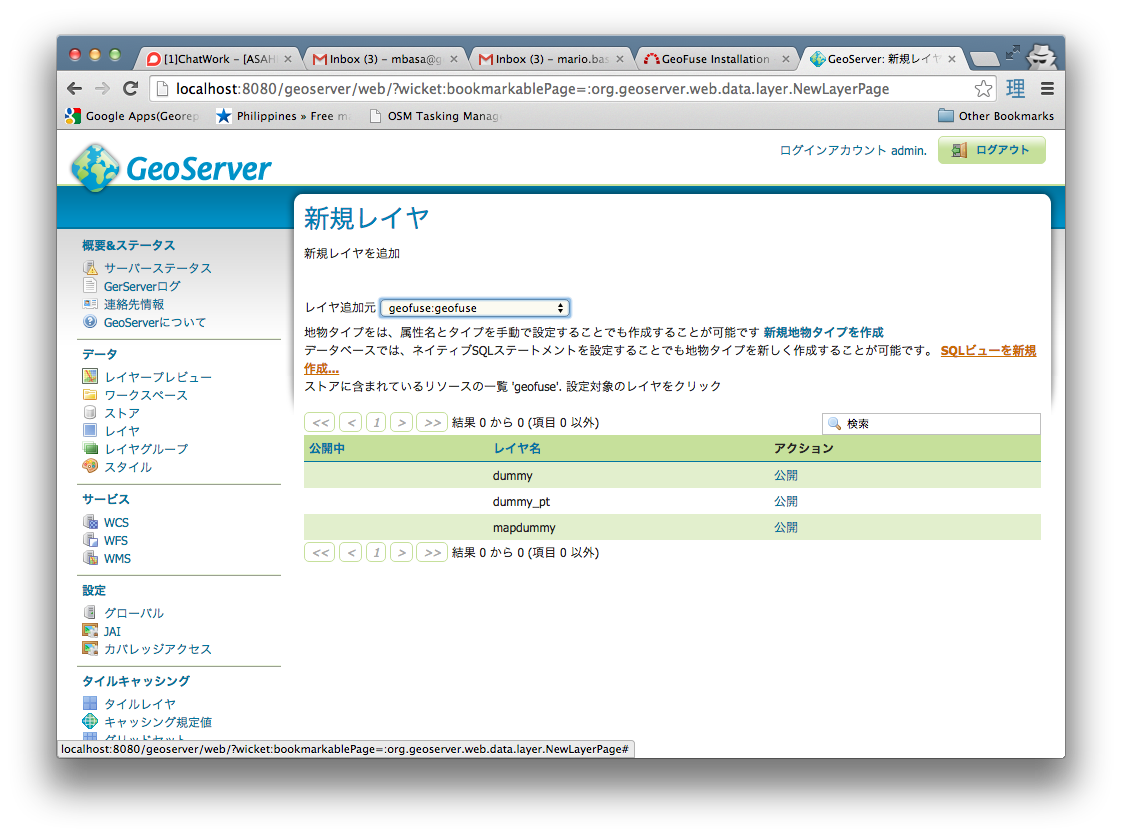 [1]ChatWork - [ASAH
Inbox (3) - mbasa@g
Inbox (3) - mario.bas
GeoFuse Installation
GeoServer: 新規レイヤ
localhost:8080/geoserver/web/?wicket:bookmarkablePage=:org.geoserver.web.data.layer.NewLayerPage
理
Google Apps(Georep
Philippines » Free ma
OSM Tasking Manag
Other Bookmarks
GeoServer
ログインアカウント admin.
ログアウト
概要&ステータス
サーバーステータス
GerServerログ
連絡先情報
GeoServerについて
データ
レイヤープレビュー
ワークスペース
ストア
レイヤ
レイヤグループ
スタイル
サービス
WCS
WFS
WMS
設定
グローバル
JAI
カバレッジアクセス
タイルキャッシング
タイルレイヤ
キャッシング規定値
グリッドセット
新規レイヤ
新規レイヤを追加
レイヤ追加元 geofuse:geofuse
地物タイプをは、属性名とタイプを手動で設定することでも作成することが可能です 新規地物タイプを作成
データベースでは、ネイティブSQLステートメントを設定することでも地物タイプを新しく作成することが可能です。 SQLビューを新規
作成...
ストアに含まれているリソースの一覧 'geofuse'. 設定対象のレイヤをクリック
<< < 1 > >> 結果 0 から 0 (項目 0 以外)
検索
公開中 レイヤ名 アクション
dummy 公開
dummy_pt 公開
mapdummy 公開
<< < 1 > >> 結果 0 から 0 (項目 0 以外)
localhost:8080/geoserver/web/?wicket:bookmarkablePage=:org.geoserver.web.data.layer.NewLayerPage#